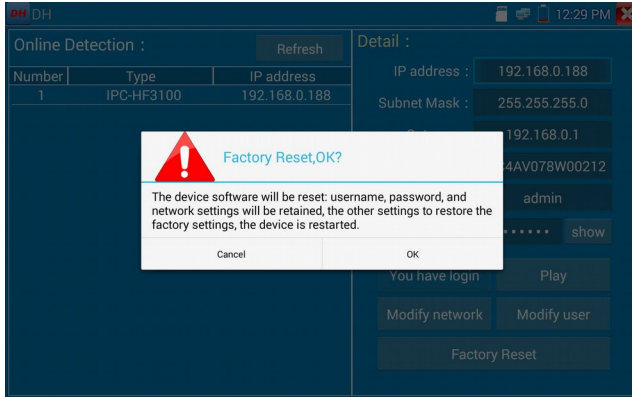 DH DH
12:29 PM
Online Detection :
Refresh
Number Type IP address
1 IPC-HF3100 192.168.0.188
Detail :
IP address : 192.168.0.188
Subnet Mask : 255.255.255.0
192.168.0.1
4AV078W00212
admin
show
You have login Play
Modify network Modify user
Factory Reset
Factory Reset,OK?
The device software will be reset: username, password, and
network settings will be retained, the other settings to restore the
factory settings, the device is restarted.
Cancel OK